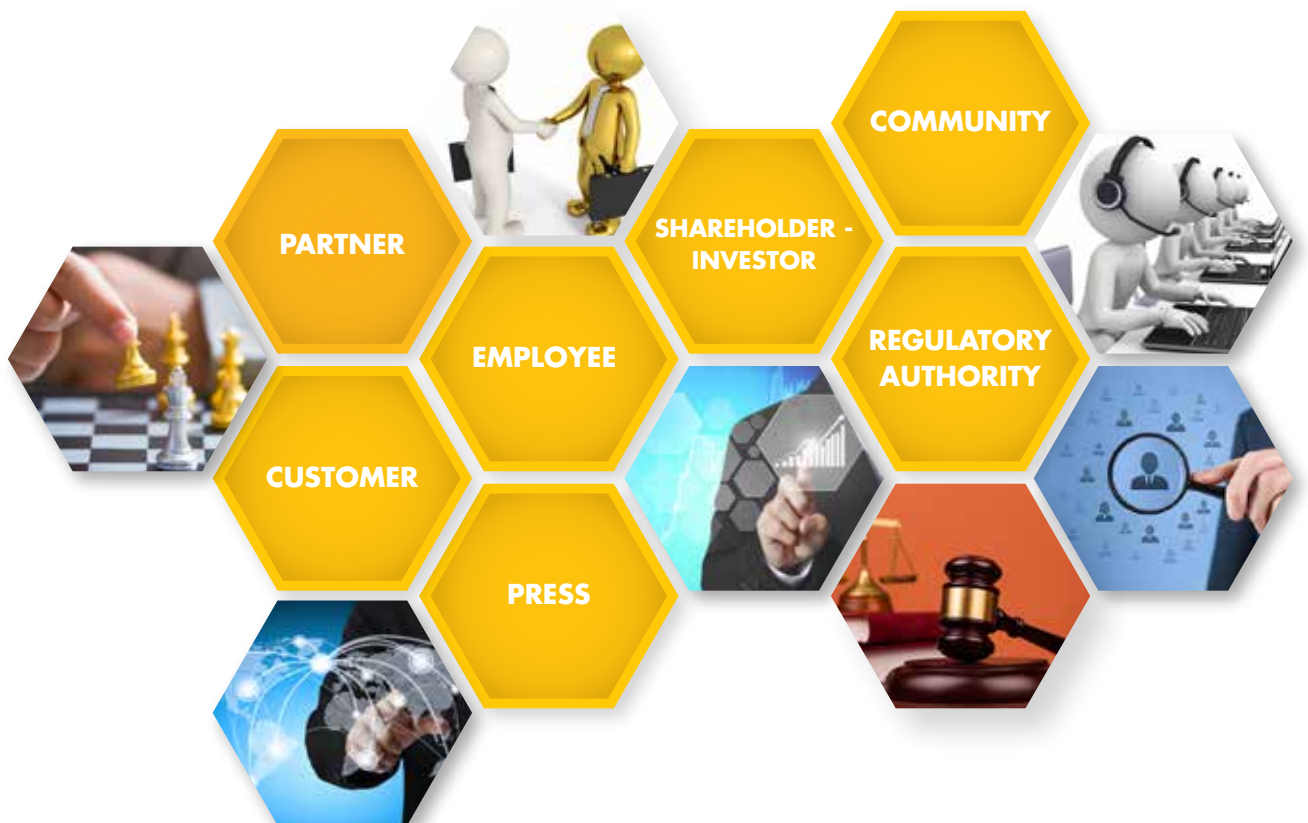 COMMUNITY
PARTNER
SHAREHOLDER -
INVESTOR
EMPLOYEE
REGULATORY
AUTHORITY
CUSTOMER
PRESS